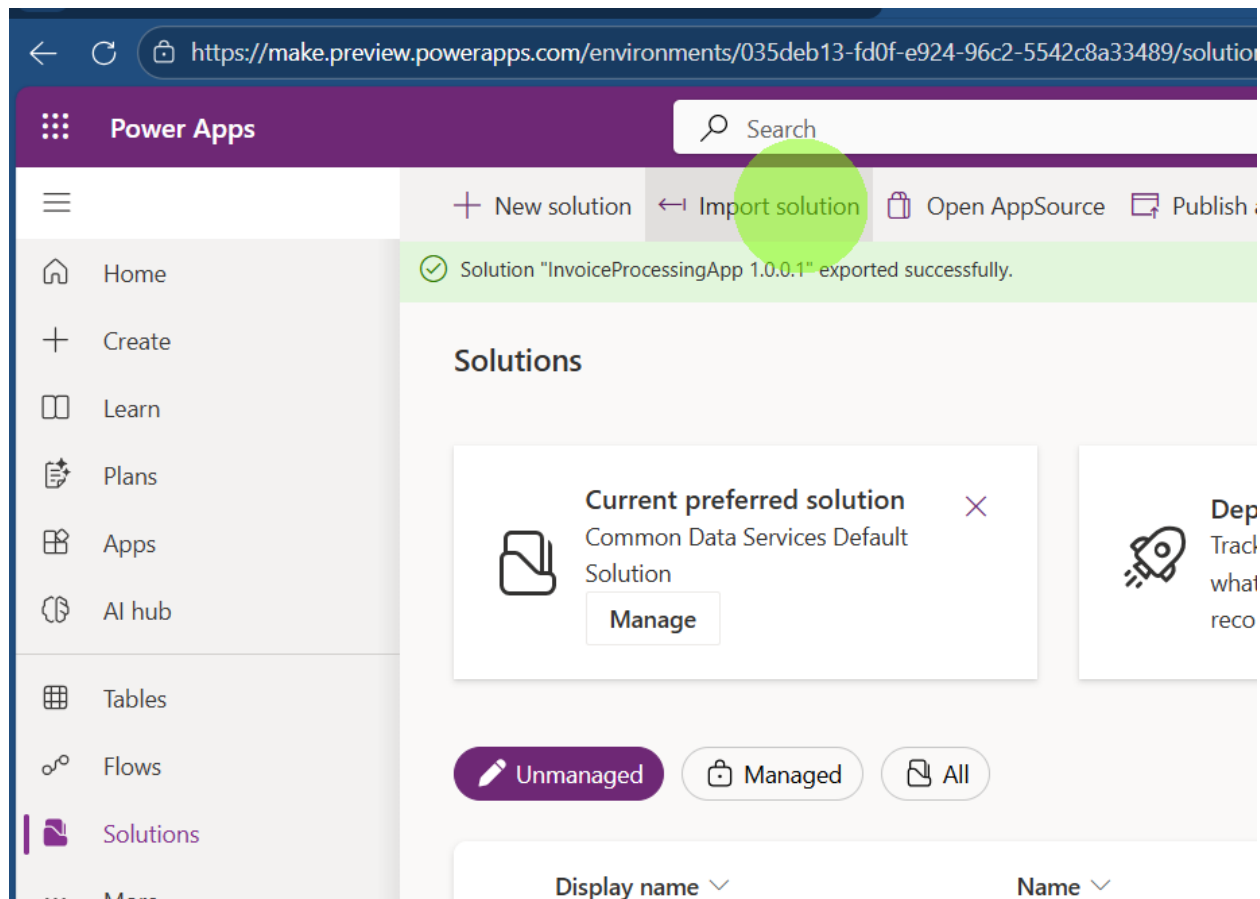 https://make.preview.powerapps.com/environments/035deb13-fd0f-e924-96c2-5542c8a33489/solution
Power Apps
Search
New solution
Import solution
Open AppSource
Publish
Solution "InvoiceProcessingApp 1.0.0.1" exported successfully.
Home
Create
Learn
Plans
Apps
AI hub
Tables
Flows
Solutions
Solutions
Current preferred solution
Common Data Services Default
Solution
Manage
Dep
Track
what
reco
Unmanaged
Managed
All
Display name
Name